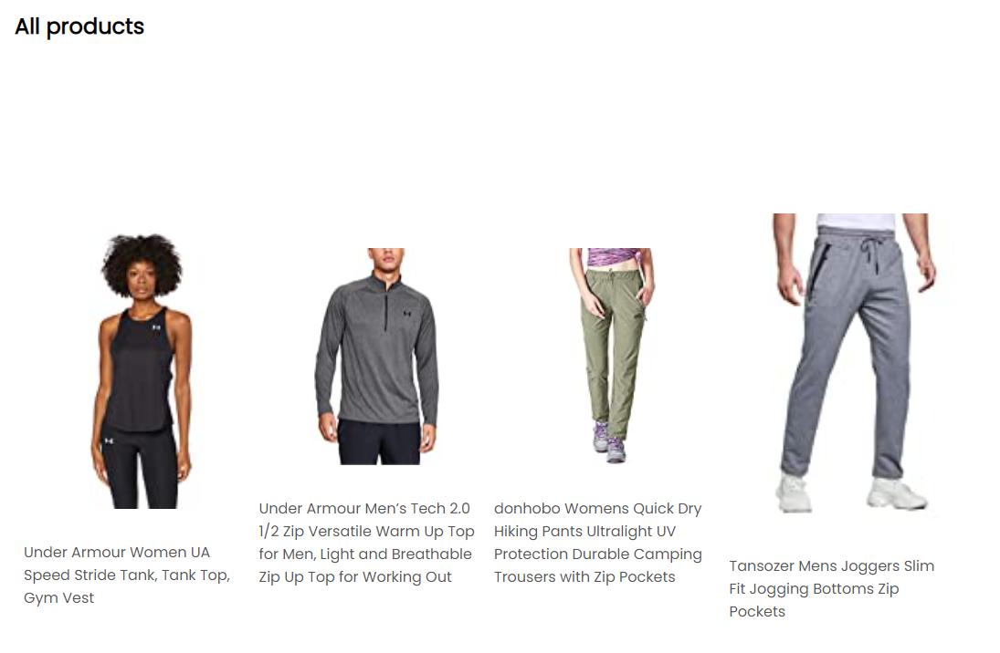 All products
Under Armour Women UA
Speed Stride Tank, Tank Top,
Gym Vest
Under Armour Men’s Tech 2.0
1/2 Zip Versatile Warm Up Top
for Men, Light and Breathable
Zip Up Top for Working Out
donhobo Womens Quick Dry
Hiking Pants Ultralight UV
Protection Durable Camping
Trousers with Zip Pockets
Tansozer Mens Joggers Slim
Fit Jogging Bottoms Zip
Pockets